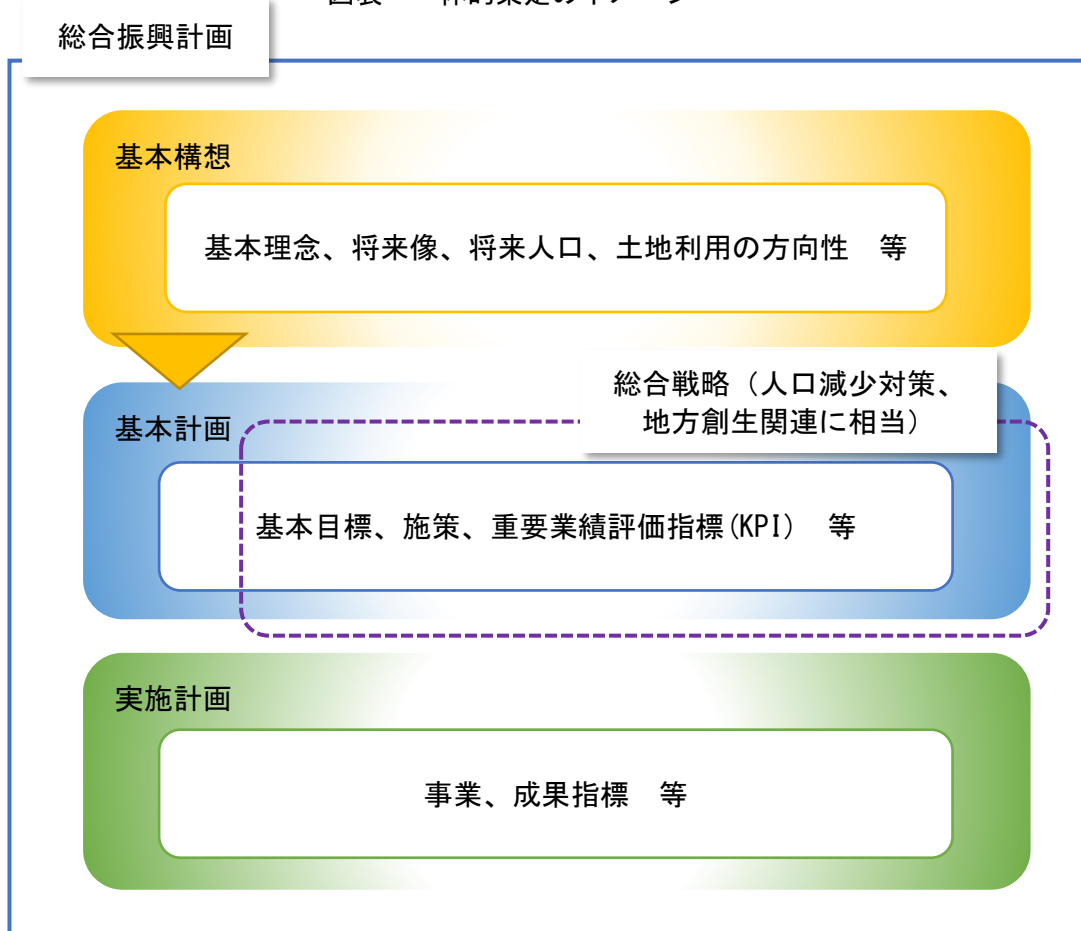 総合振興計画
基本構想
基本理念、将来像、将来人口、土地利用の方向性　等
総合戦略（人口減少対策、
地方創生関連に相当）
基本計画
基本目標、施策、重要業績評価指標(KPI)　等
実施計画
事業、成果指標　等